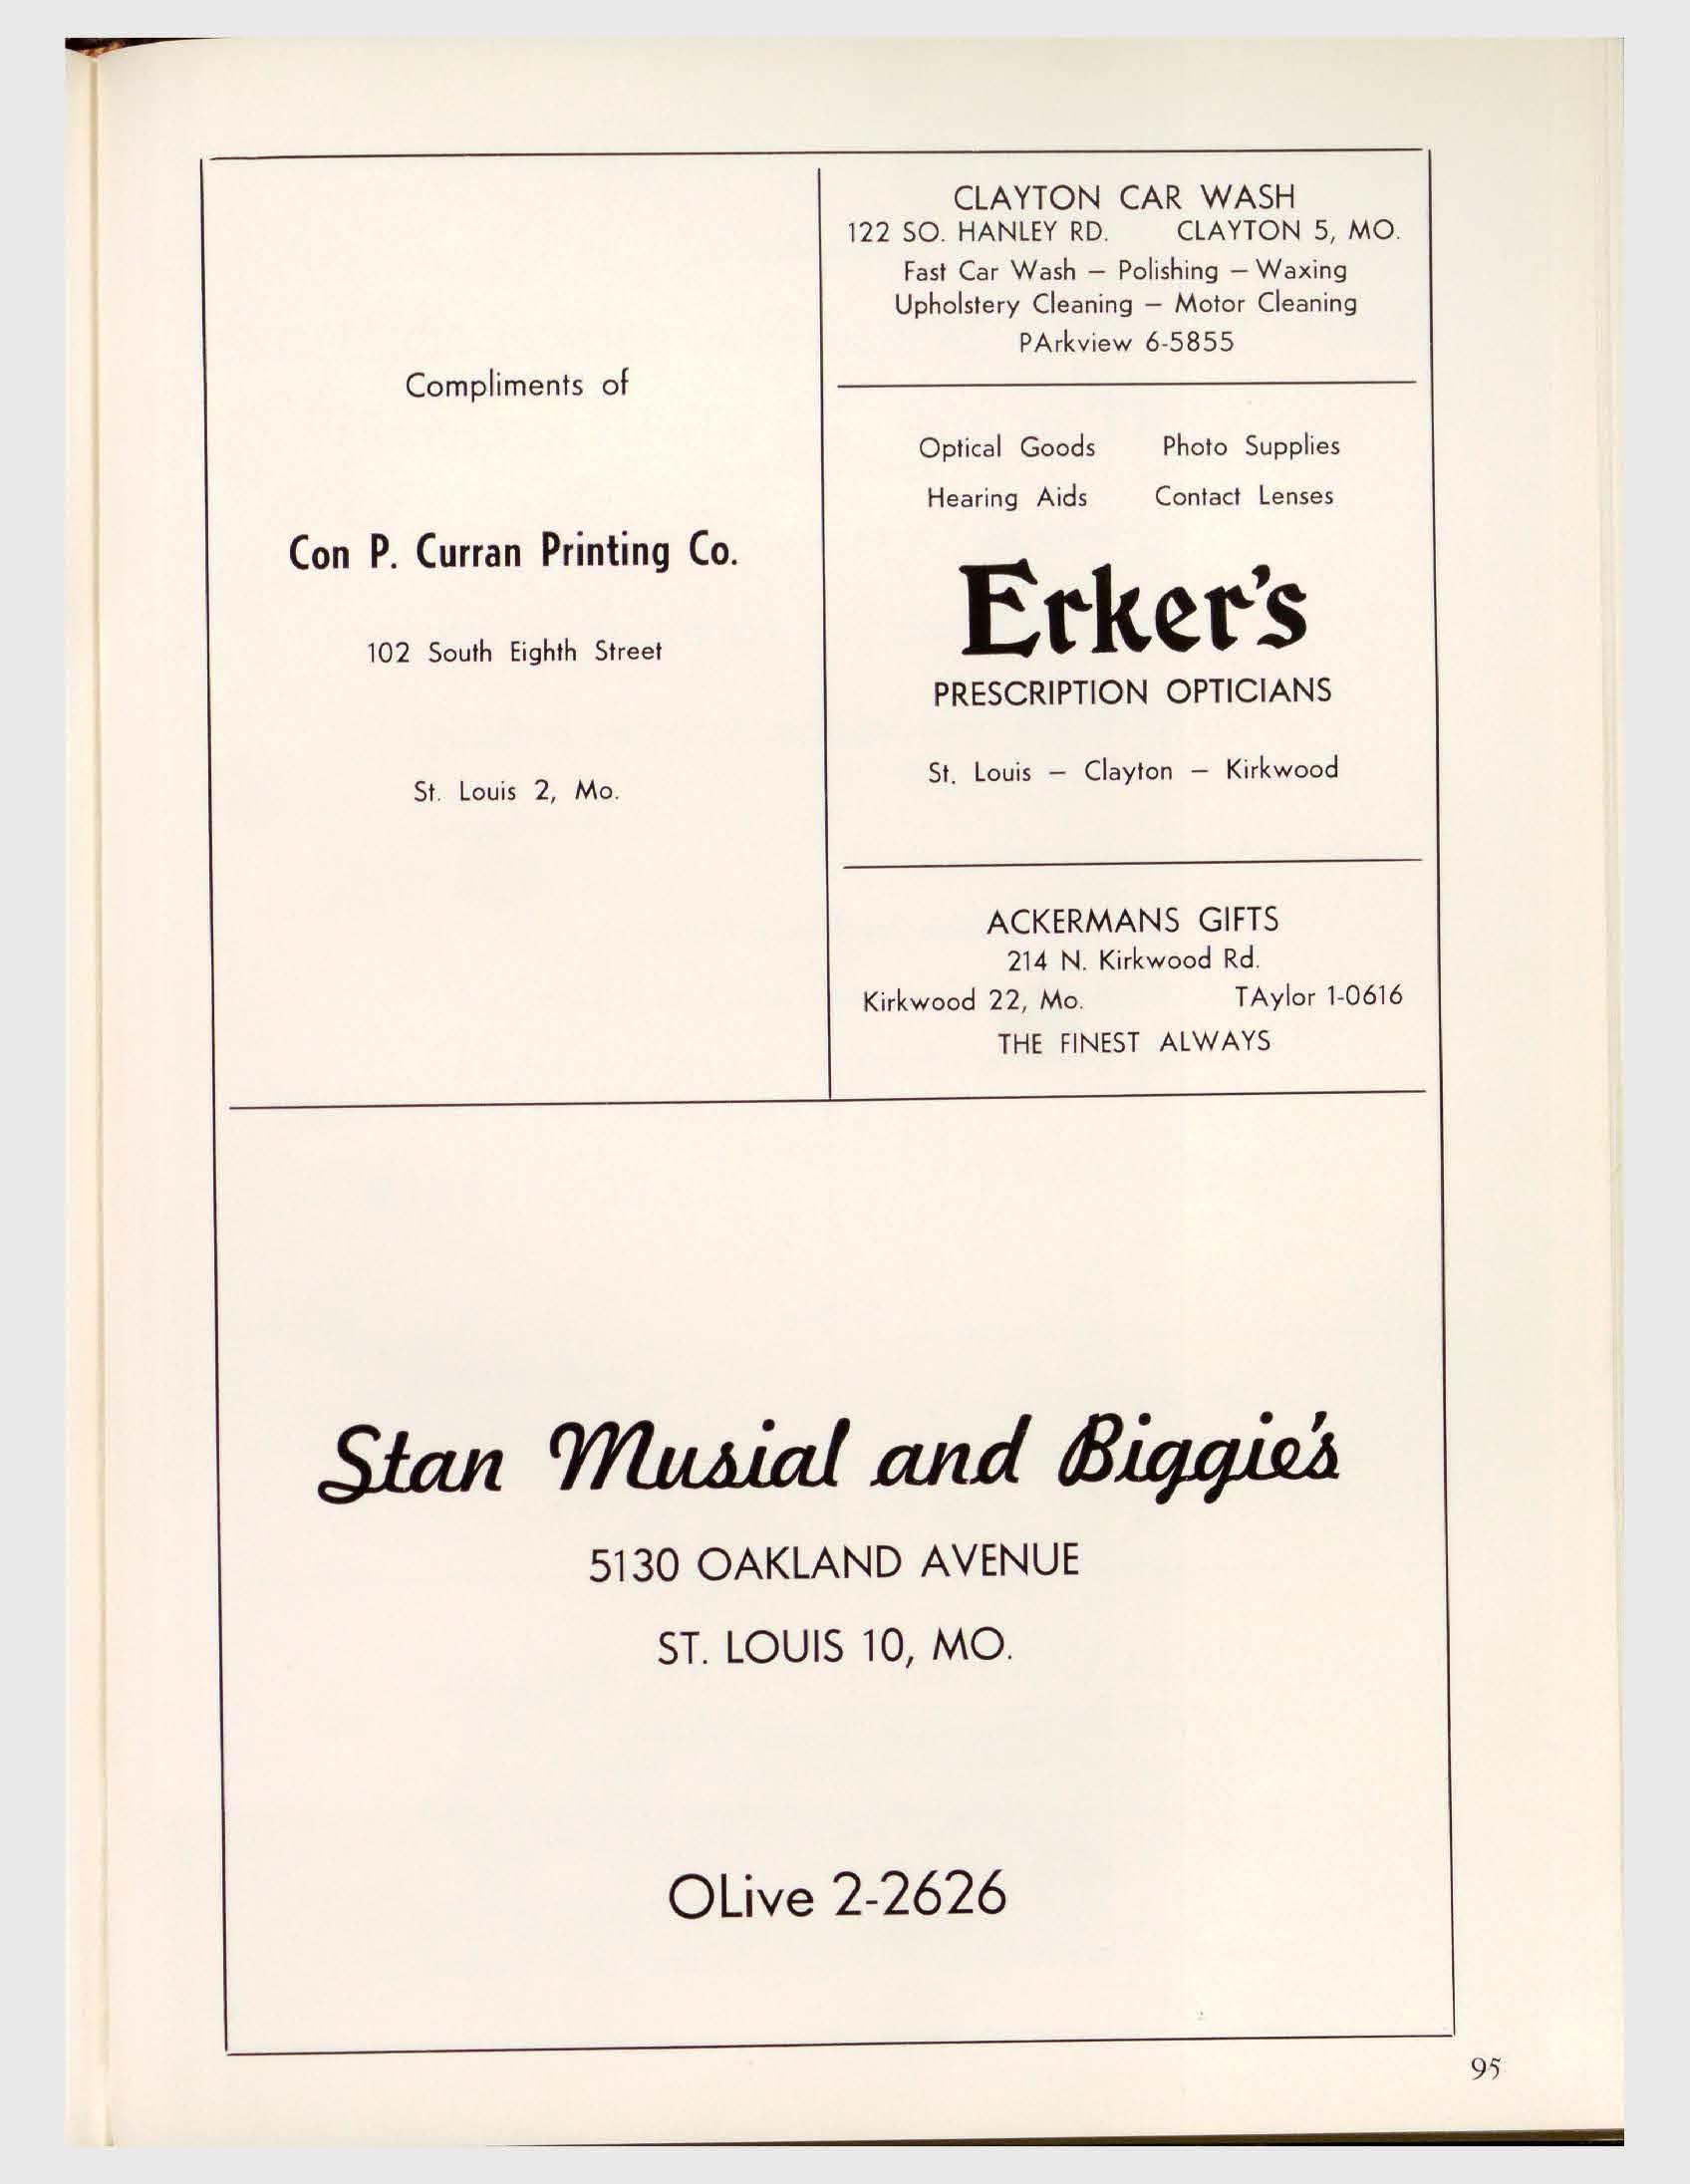 Compliments of
Con P. Curran Printing Co.
102 South Eighth Street
St. Louis 2, Mo.
CLAYTON CAR WASH
122 SO. HANLEY RD. CLAYTON 5, MO.
Fast Car Wash — Polishing — Waxing
Upholstery Cleaning — Motor Cleaning
PArkview 6-5855
Optical Goods Photo Supplies
Hearing Aids Contact Lenses
Erker's
PRESCRIPTION OPTICIANS
St. Louis — Clayton — Kirkwood
ACKERMANS GIFTS
214 N. Kirkwood Rd.
Kirkwood 22, Mo. TAylor 1-0616
THE FINEST ALWAYS
Stan Musial and Biggie's
5130 OAKLAND AVENUE
ST. LOUIS 10, MO.
OLive 2-2626
95